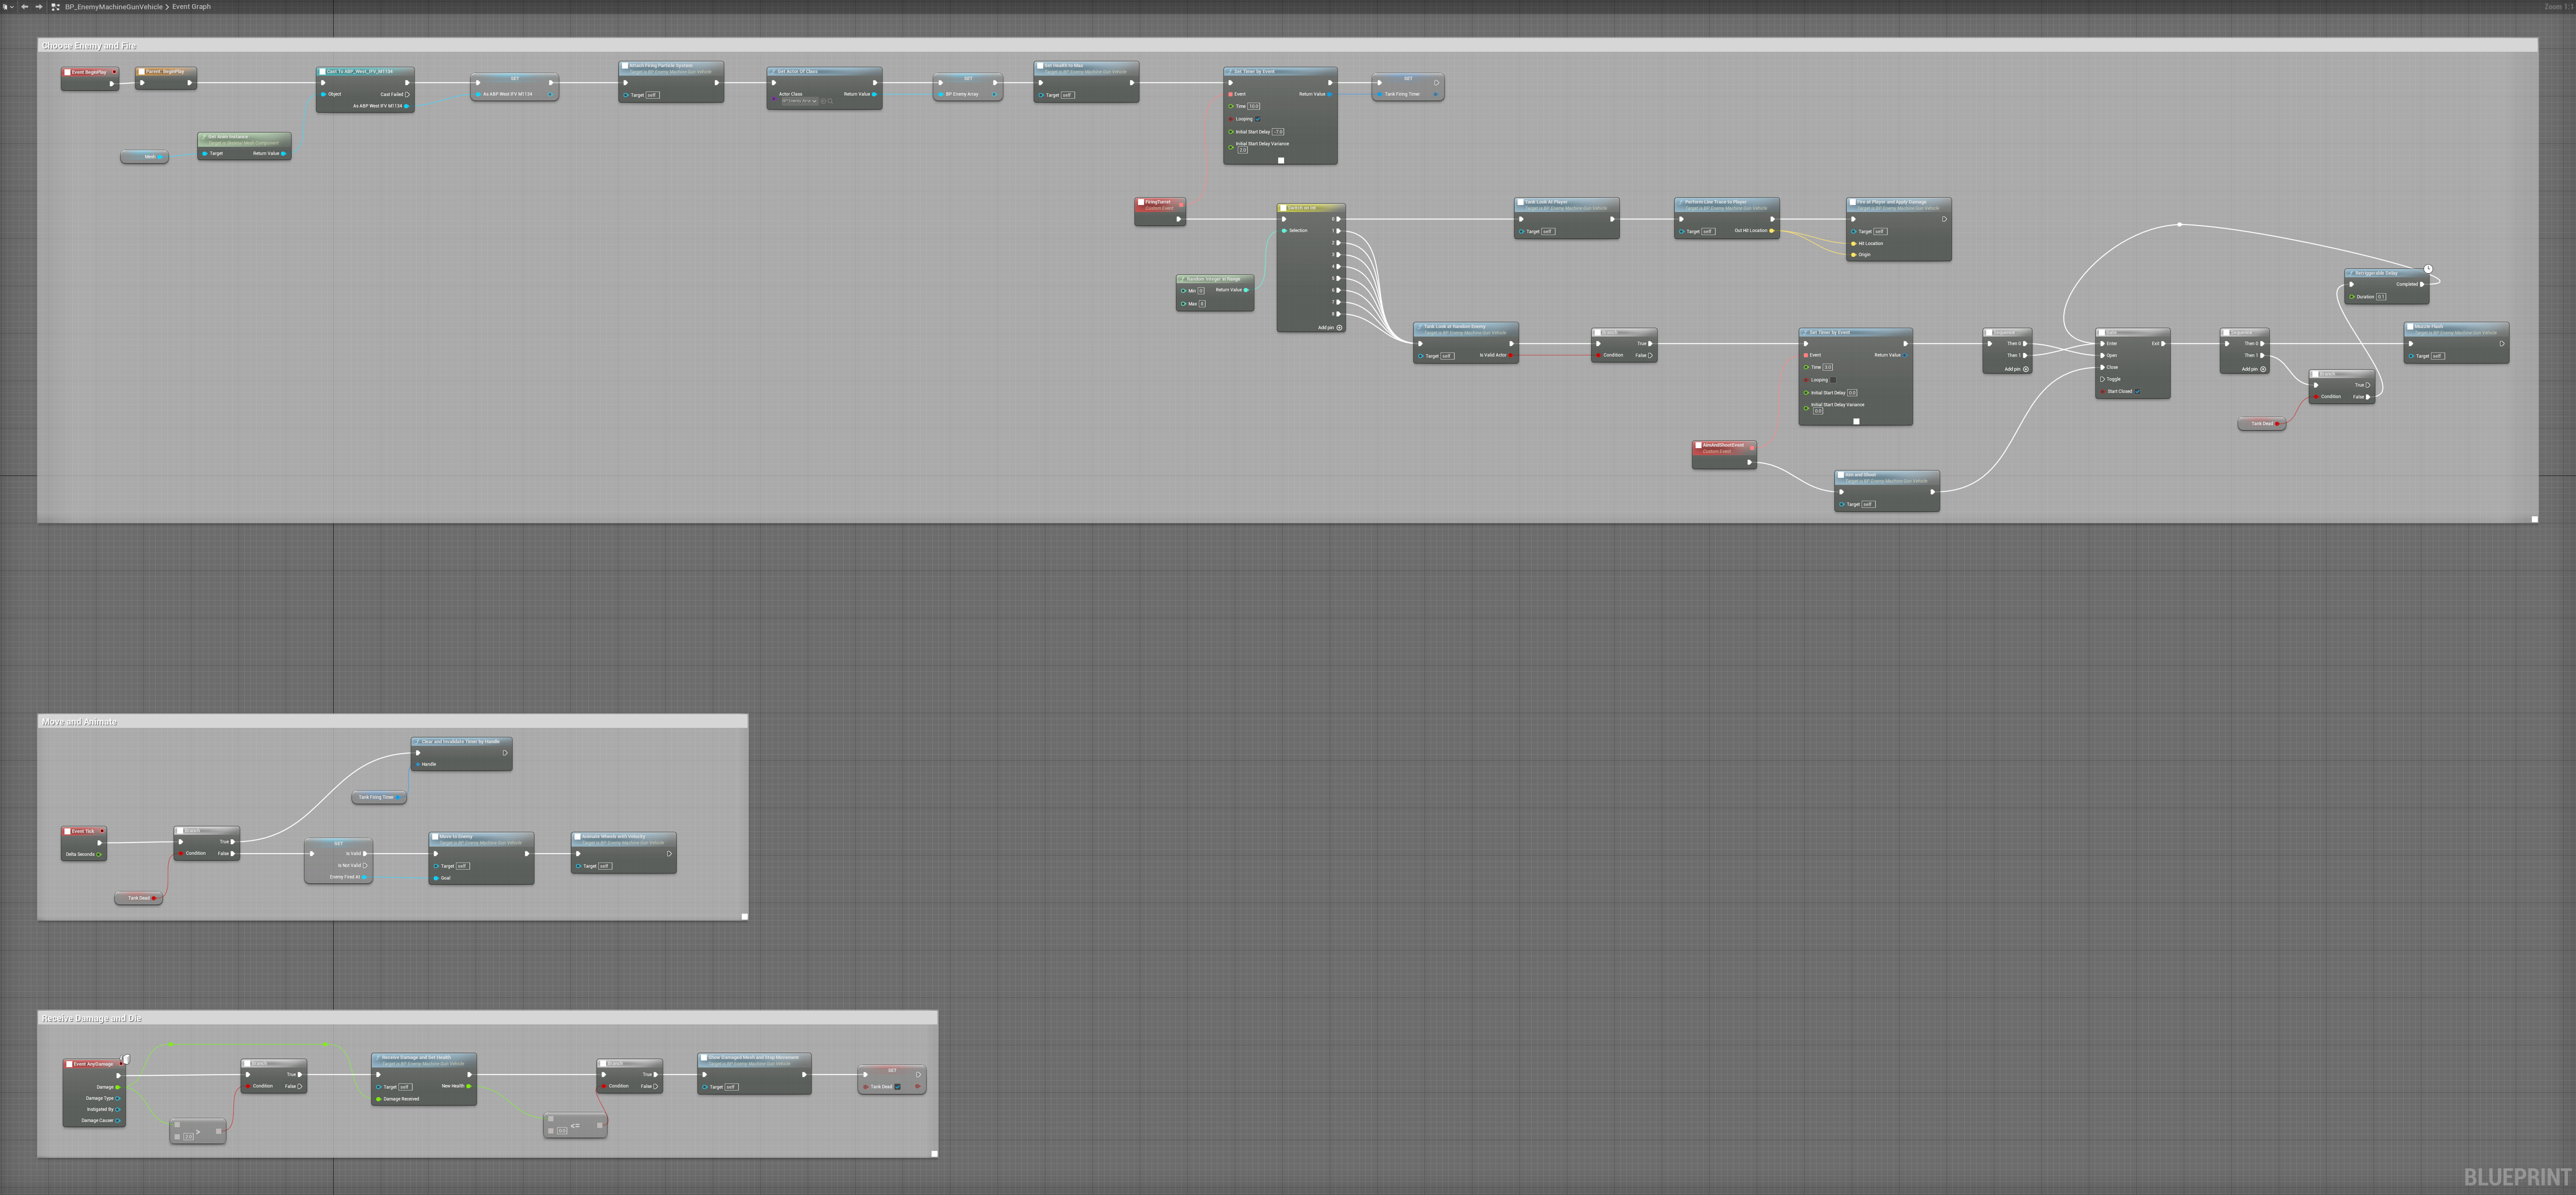 BP_EnemyMachineGunVehicle > Event Graph
Zoom 1:1
Choose Enemy and Fire
Event BeginPlay
Parent: BeginPlay
Cast To ABP_West_IFV_M1134
Object
Cast Failed
As ABP West IFV M1134
SET
As ABP West IFV M1134
Attach Firing Particle System
Target is BP Enemy Machine Gun Vehicle
Target self
Get Actor Of Class
Actor Class
Return Value
SET
BP Enemy Array
Set Health to Max
Target is BP Enemy Machine Gun Vehicle
Target self
Set Timer by Event
Event
Return Value
Time 10.0
Looping
Initial Start Delay -7.0
Initial Start Delay Variance
2.0
SET
Tank Firing Timer
Mesh
Get Anim Instance
Target is Skeletal Mesh Component
Target
Return Value
FiringTurret
Custom Event
Switch on Int
Selection
0
1
2
3
4
5
6
7
8
Add pin
Random Integer in Range
Min 0
Return Value
Max 8
Tank Look At Player
Target is BP Enemy Machine Gun Vehicle
Target self
Perform Line Trace to Player
Target is BP Enemy Machine Gun Vehicle
Target self
Out Hit Location
Fire at Player and Apply Damage
Target is BP Enemy Machine Gun Vehicle
Target self
Hit Location
Origin
Tank Look at Random Enemy
Target is BP Enemy Machine Gun Vehicle
Target self
Is Valid Actor
Branch
True
Condition
False
Set Timer by Event
Event
Return Value
Time 3.0
Looping
Initial Start Delay 0.0
Initial Start Delay Variance
0.0
AimAndShootEvent
Custom Event
Aim and Shoot
Target is BP Enemy Machine Gun Vehicle
Target self
Sequence
Then 0
Then 1
Add pin
Gate
Enter
Exit
Open
Close
Toggle
Start Closed
Sequence
Then 0
Then 1
Add pin
Retriggerable Delay
Completed
Duration 0.1
Branch
True
Condition
False
Tank Dead
Muzzle Flash
Target is BP Enemy Machine Gun Vehicle
Target self
Move and Animate
Clear and Invalidate Timer by Handle
Handle
Tank Firing Timer
Event Tick
Delta Seconds
Branch
True
Condition
False
Tank Dead
GET
Is Valid
Is Not Valid
Enemy Fired At
Move to Enemy
Target is BP Enemy Machine Gun Vehicle
Target self
Goal
Animate Wheels with Velocity
Target is BP Enemy Machine Gun Vehicle
Target self
Receive Damage and Die
Event AnyDamage
Damage
Damage Type
Instigated By
Damage Causer
Branch
True
Condition
False
>
Receive Damage and Set Health
Target is BP Enemy Machine Gun Vehicle
Target self
New Health
Damage Received
<=
0.0
Branch
True
Condition
False
Show Damaged Mesh and Stop Movement
Target is BP Enemy Machine Gun Vehicle
Target self
SET
Tank Dead
BLUEPRINT